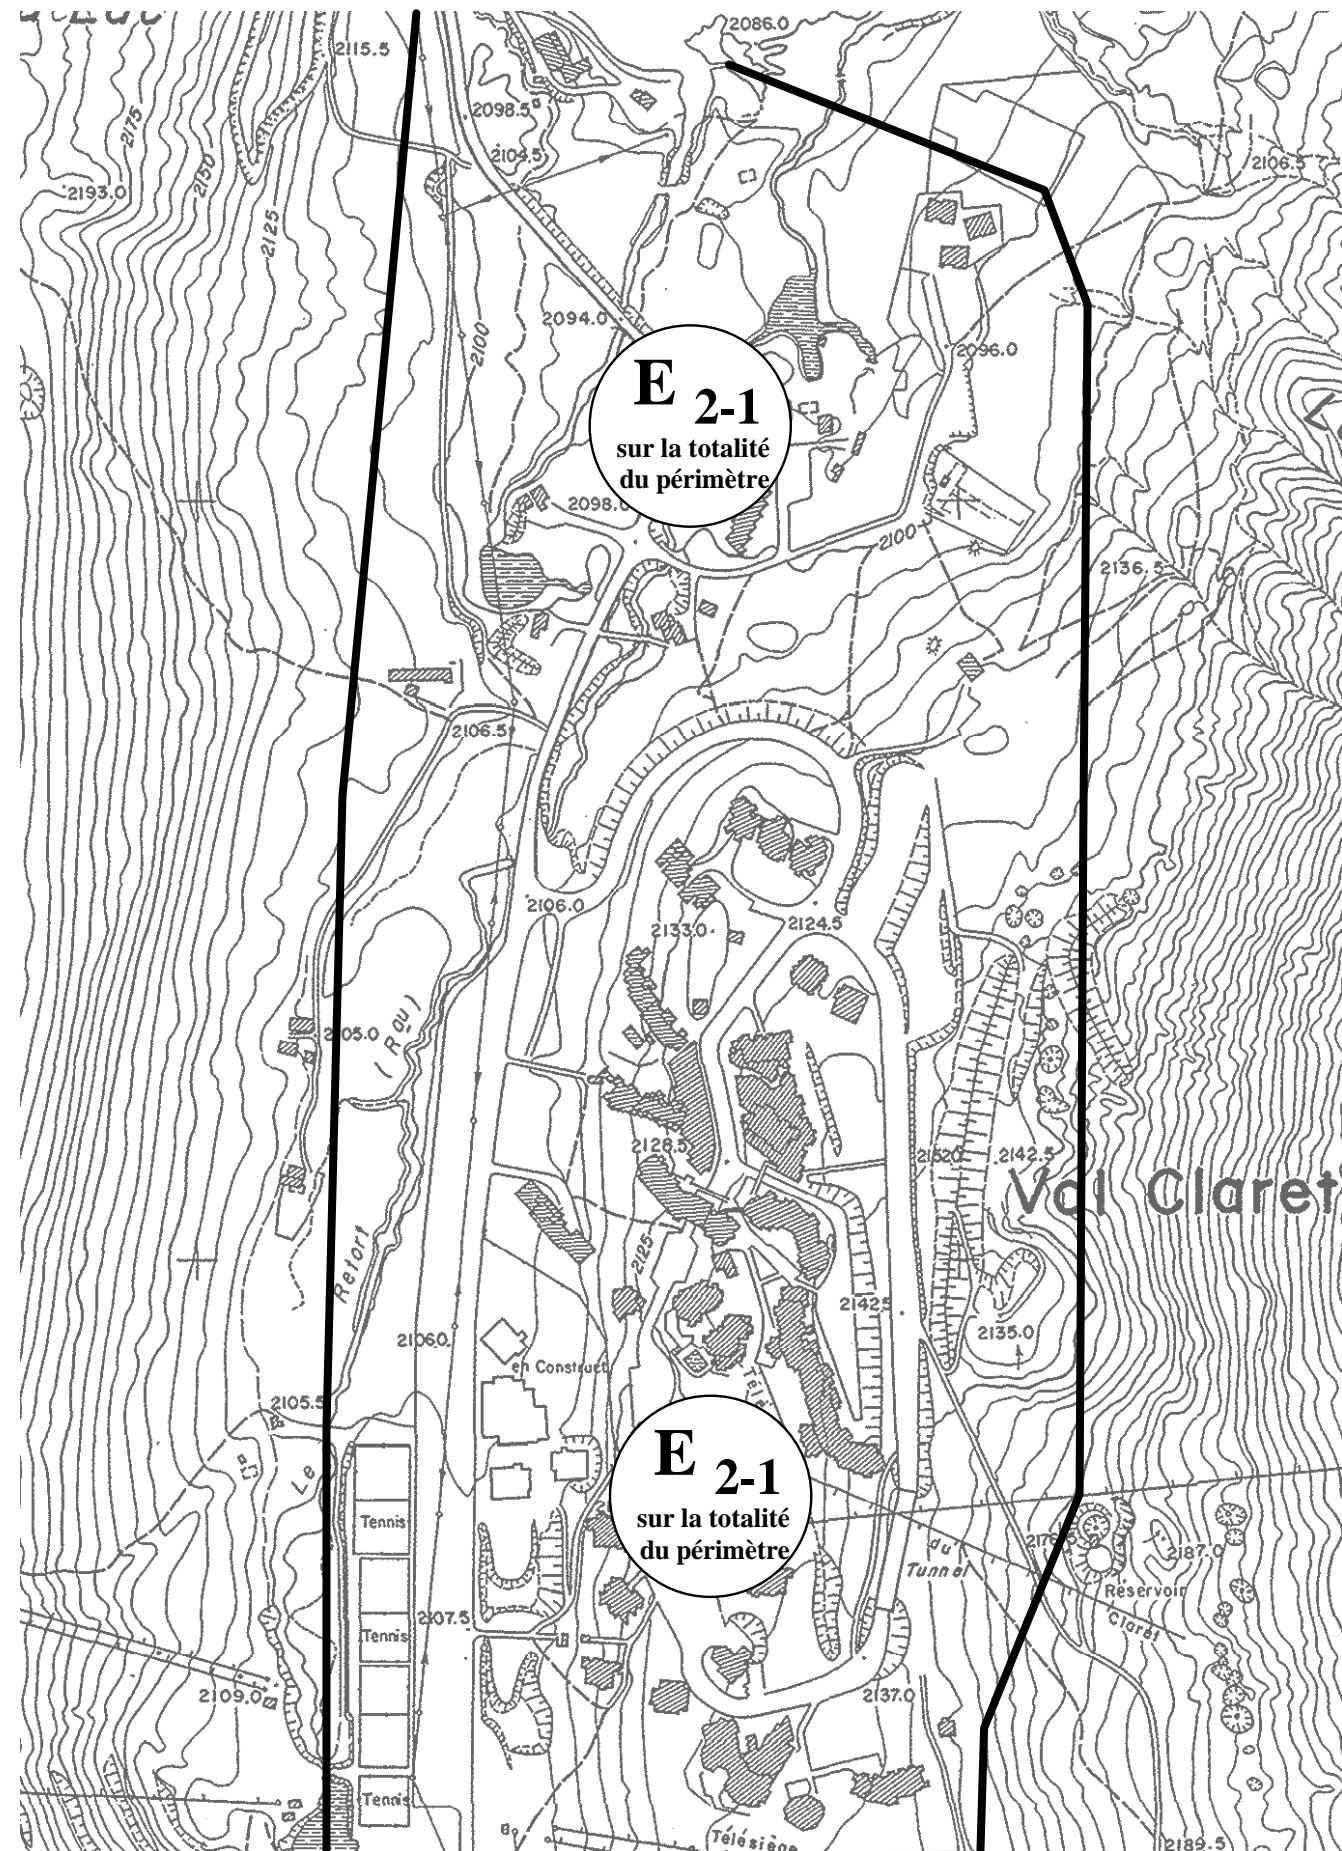 2086.0
2115.5
2098.5
2104.5
2106.5
2175
2150
2193.0
2125
2094.0
2100
2096.0
E 2-1
sur la totalité
du périmètre
2098.0
2100
2136.5
2106.5
2106.0
2124.5
2133.0
2105.0
(Rau)
2128.5
2142.5
Val Claret
2125
Retort
2142.5
2106.0
2135.0
en Construct
Télé
2105.5
Le
E 2-1
sur la totalité
du périmètre
Tennis
du
Tunnel
2187.0
Réservoir
Claret
2107.5
Tennis
2109.0
2137.0
Tennis
Télésiège
2189.5